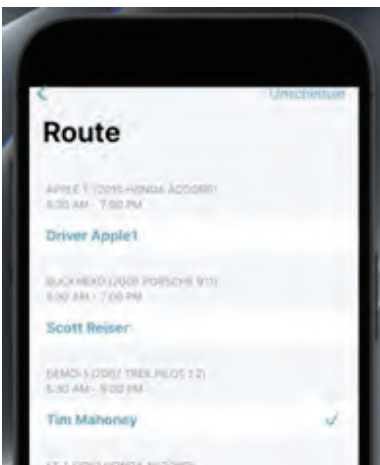 Unschedule
Route
APPLE 1 (2010 HONDA ACCORD)
6:30 AM - 7:00 PM
Driver Apple1
BUCKHEAD (2009 PORSCHE 911)
6:30 AM - 7:00 PM
Scott Reiser
DEMO-1 (2007 TREK PILOT 1.2)
6:30 AM - 9:00 PM
Tim Mahoney